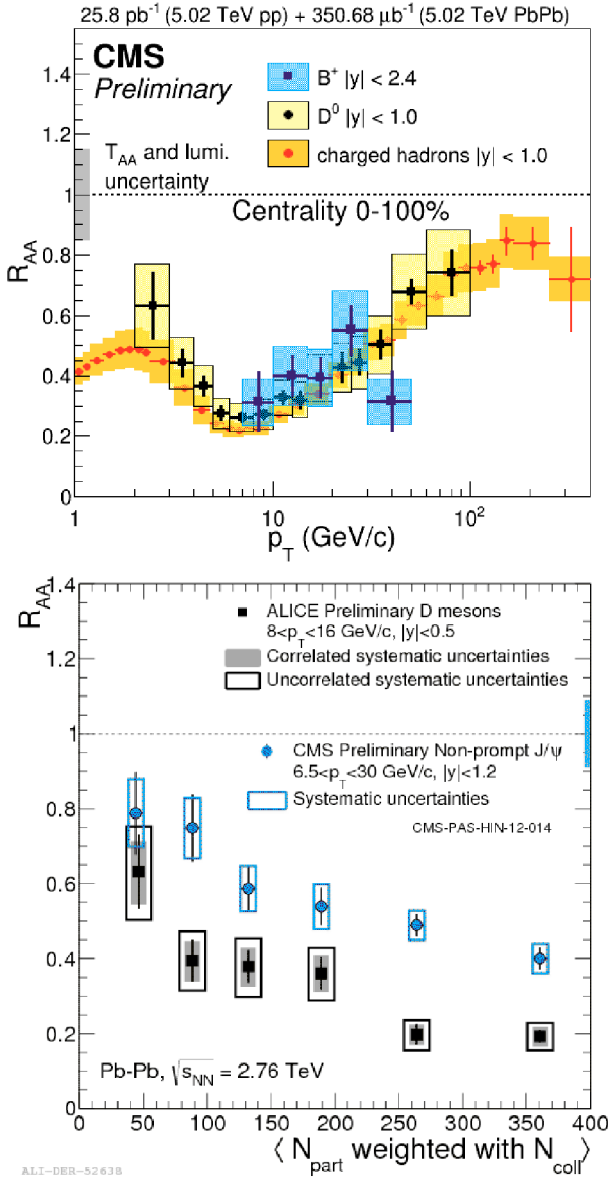 25.8 pb⁻¹ (5.02 TeV pp) + 350.68 μb⁻¹ (5.02 TeV PbPb)
CMS
Preliminary
B⁺ |y| < 2.4
D⁰ |y| < 1.0
charged hadrons |y| < 1.0
T_AA and lumi.
uncertainty
Centrality 0-100%
R_AA
1.4
1.2
1
0.8
0.6
0.4
0.2
0
1 10 10²
p_T (GeV/c)
R_AA
1.4
1.2
1
0.8
0.6
0.4
0.2
0
ALICE Preliminary D mesons
8<p_T<16 GeV/c, |y|<0.5
Correlated systematic uncertainties
Uncorrelated systematic uncertainties
CMS Preliminary Non-prompt J/ψ
6.5<p_T<30 GeV/c, |y|<1.2
Systematic uncertainties
CMS-PAS-HIN-12-014
Pb-Pb, √s_NN = 2.76 TeV
0 50 100 150 200 250 300 350 400
⟨ N_part weighted with N_coll ⟩
ALI-DER-52638